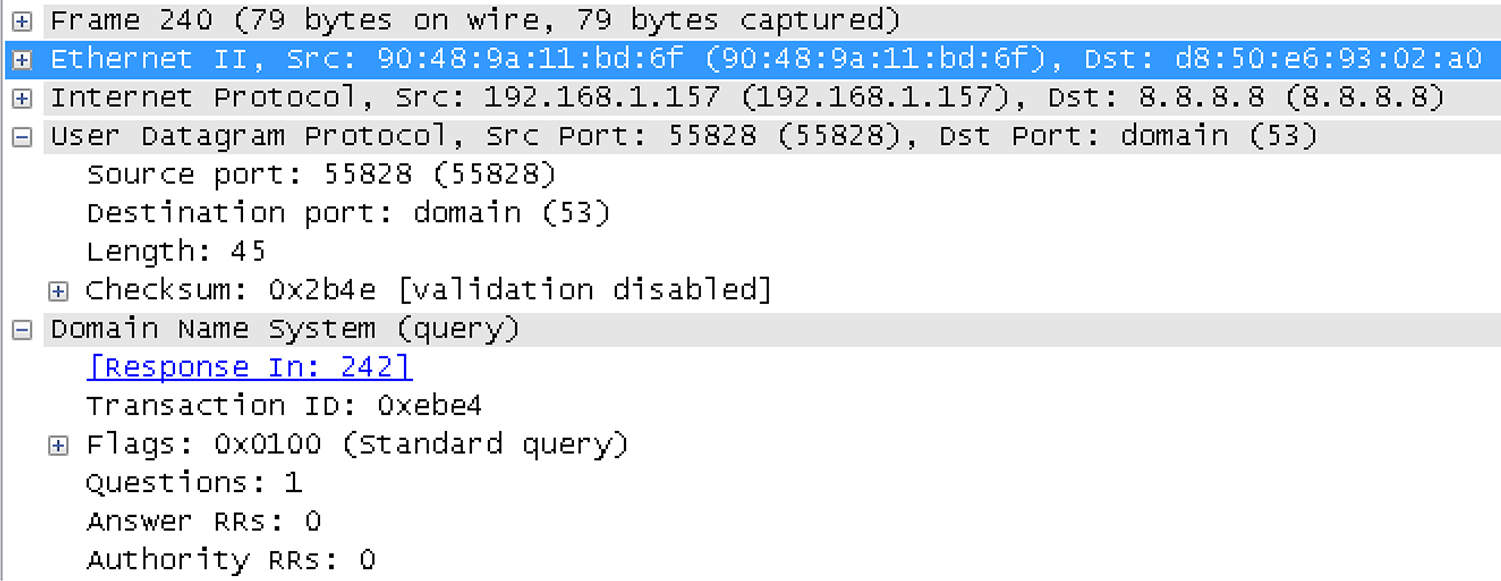 Frame 240 (79 bytes on wire, 79 bytes captured)
Ethernet II, Src: 90:48:9a:11:bd:6f (90:48:9a:11:bd:6f), Dst: d8:50:e6:93:02:a0
Internet Protocol, Src: 192.168.1.157 (192.168.1.157), Dst: 8.8.8.8 (8.8.8.8)
User Datagram Protocol, Src Port: 55828 (55828), Dst Port: domain (53)
Source port: 55828 (55828)
Destination port: domain (53)
Length: 45
Checksum: 0x2b4e [validation disabled]
Domain Name System (query)
[Response In: 242]
Transaction ID: 0xebe4
Flags: 0x0100 (Standard query)
Questions: 1
Answer RRs: 0
Authority RRs: 0